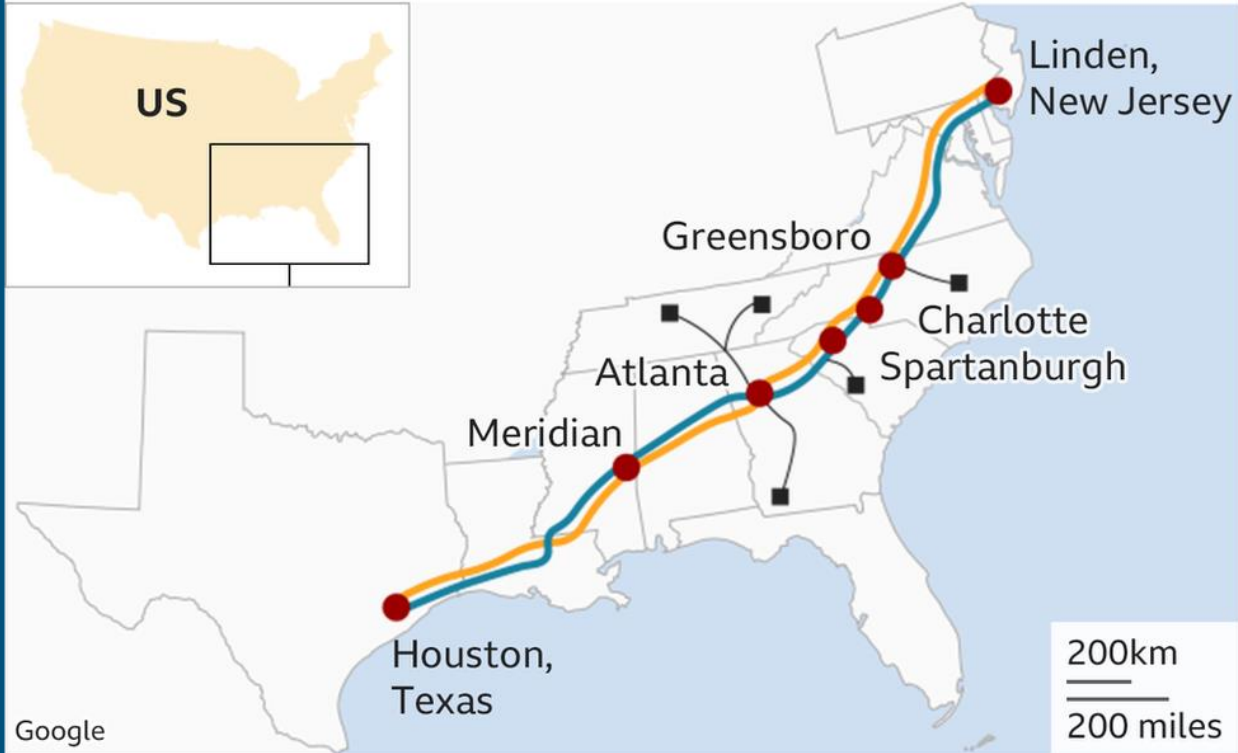 US
Linden,
New Jersey
Greensboro
Charlotte
Spartanburgh
Atlanta
Meridian
Houston,
Texas
200km
200 miles
Google